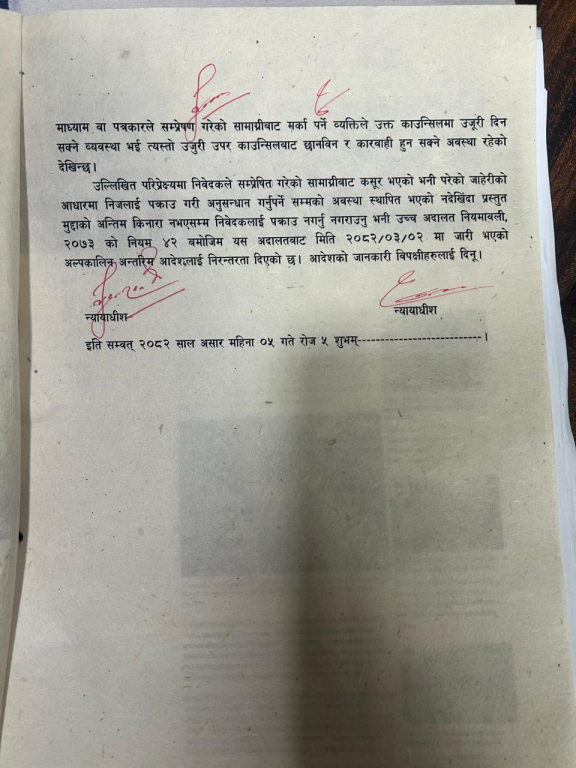 माध्याम वा पत्रकारले सम्प्रेषण गरेको सामाग्रीबाट मर्का पर्ने व्यक्तिले उक्त काउन्सिलमा उजूरी दिन
सक्ने व्यवस्था भई त्यस्तो उजुरी उपर काउन्सिलबाट छानविन र कारवाही हुन सक्ने अवस्था रहेको
देखिन्छ।
उल्लिखित परिप्रेक्ष्यमा निवेदकले सम्प्रेषित गरेको सामाग्रीबाट कसूर भएको भनी परेको जाहेरीको
आधारमा निजलाई पक्राउ गरी अनुसन्धान गर्नुपर्ने सम्मको अवस्था स्थापित भएको नदेखिँदा प्रस्तुत
मुद्दाको अन्तिम किनारा नभएसम्म निवेदकलाई पक्राउ नगर्नु नगराउनु भनी उच्च अदालत नियमावली,
२०७३ को नियम ४२ बमोजिम यस अदालतबाट मिति २०८२/०३/०२ मा जारी भएको
अल्पकालिन अन्तरिम आदेशलाई निरन्तरता दिएको छ। आदेशको जानकारी विपक्षीहरुलाई दिनू।
न्यायाधीश न्यायाधीश
इति सम्वत् २०८२ साल असार महिना ०५ गते रोज ५ शुभम्----------------------------।